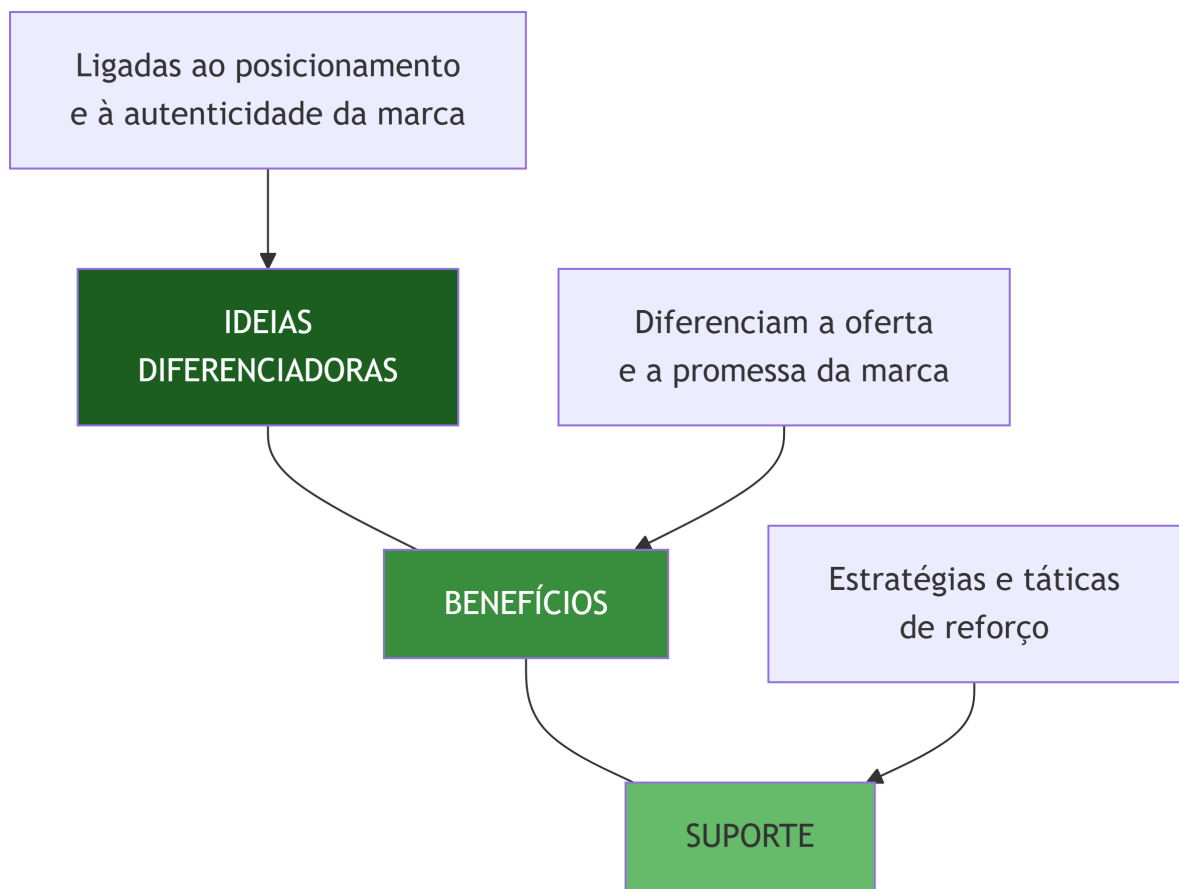 Ligadas ao posicionamento
e à autenticidade da marca
IDEIAS
DIFERENCIADORAS
Diferenciam a oferta
e a promessa da marca
BENEFÍCIOS
Estratégias e táticas
de reforço
SUPORTE